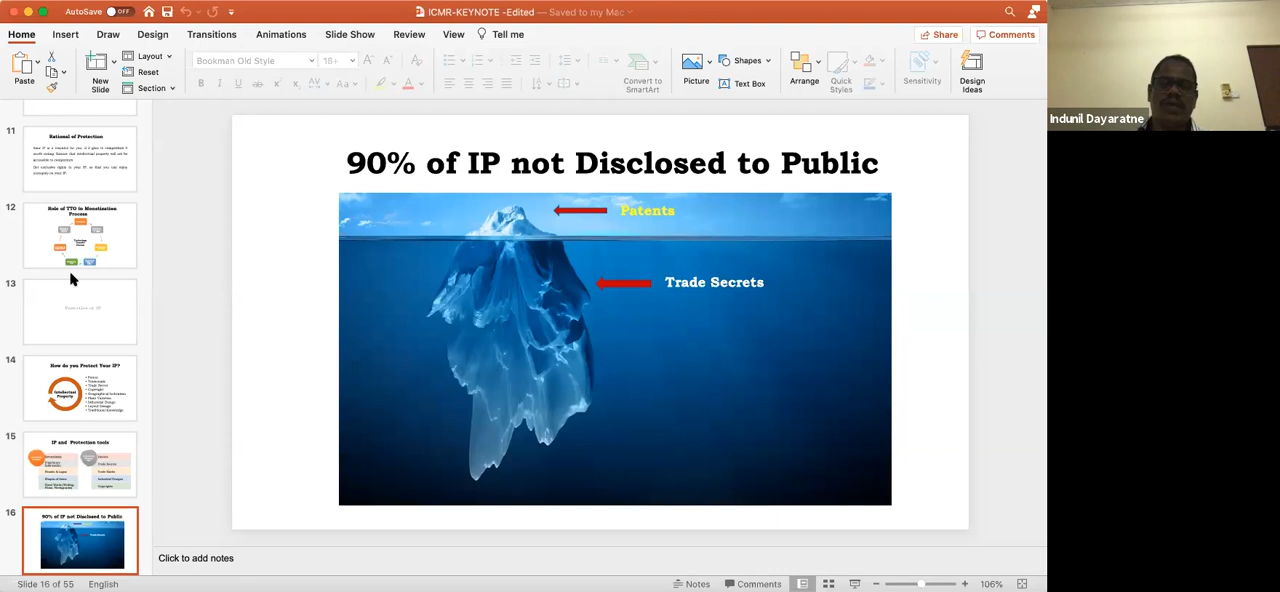 AutoSave OFF
ICMR-KEYNOTE -Edited — Saved to my Mac
Home Insert Draw Design Transitions Animations Slide Show Review View Tell me
Share Comments
Paste
New Slide
Layout
Reset
Section
Bookman Old Style 18+
Convert to SmartArt
Picture
Shapes
Text Box
Arrange
Quick Styles
Sensitivity
Design Ideas
Indunil Dayaratne
11
Rational of Protection
12
Role of TTO in Monetization Process
13
14
How do you Protect Your IP?
Intellectual Property
15
IP and Protection tools
16
90% of IP not Disclosed to Public
90% of IP not Disclosed to Public
Patents
Trade Secrets
Click to add notes
Slide 16 of 55 English
Notes Comments 106%